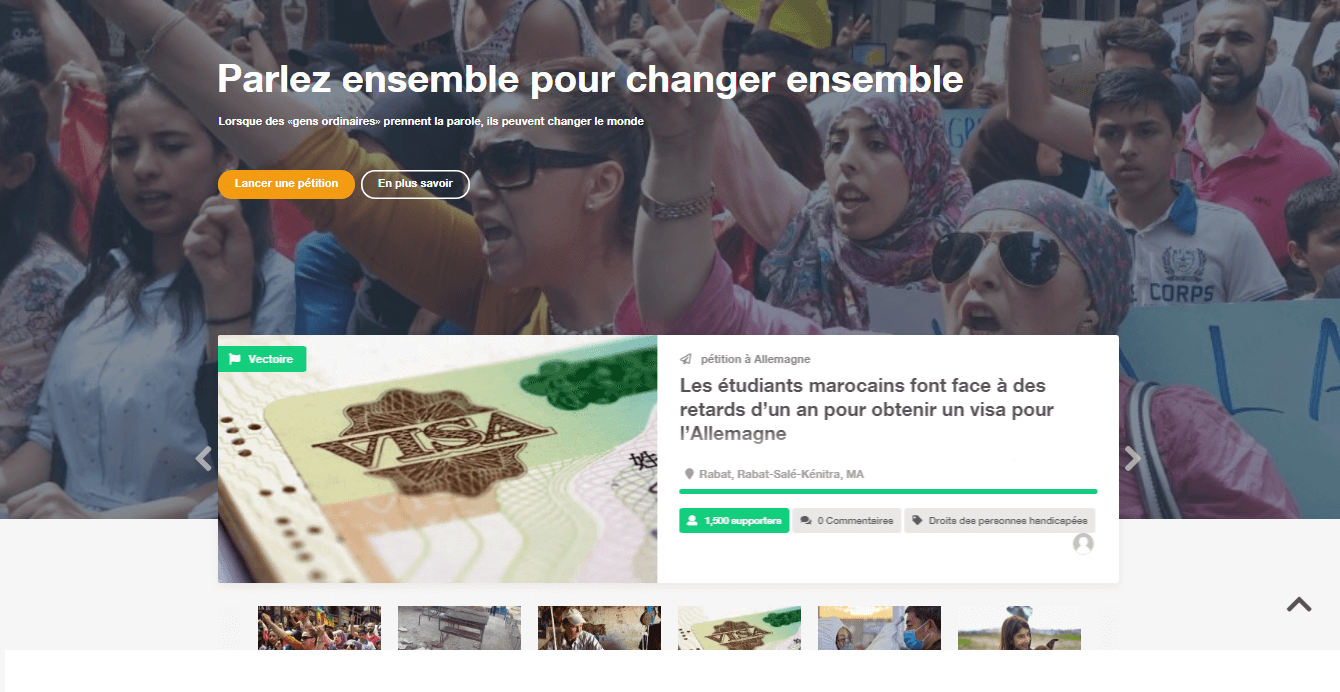 Parlez ensemble pour changer ensemble
Lorsque des «gens ordinaires» prennent la parole, ils peuvent changer le monde
Lancer une pétition
En plus savoir
CORPS
Vectoire
VISA
pétition à Allemagne
Les étudiants marocains font face à des
retards d’un an pour obtenir un visa pour
l’Allemagne
Rabat, Rabat-Salé-Kénitra, MA
1,500 supporters
0 Commentaires
Droits des personnes handicapées